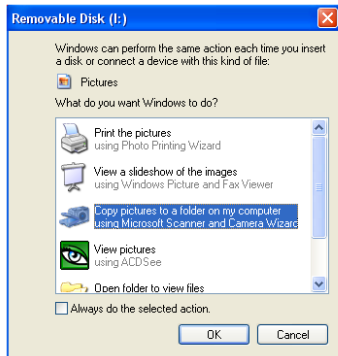 Removable Disk (I:)
Windows can perform the same action each time you insert
a disk or connect a device with this kind of file:
Pictures
What do you want Windows to do?
Print the pictures
using Photo Printing Wizard
View a slideshow of the images
using Windows Picture and Fax Viewer
Copy pictures to a folder on my computer
using Microsoft Scanner and Camera Wizard
View pictures
using ACDSee
Open folder to view files
Always do the selected action.
OK
Cancel